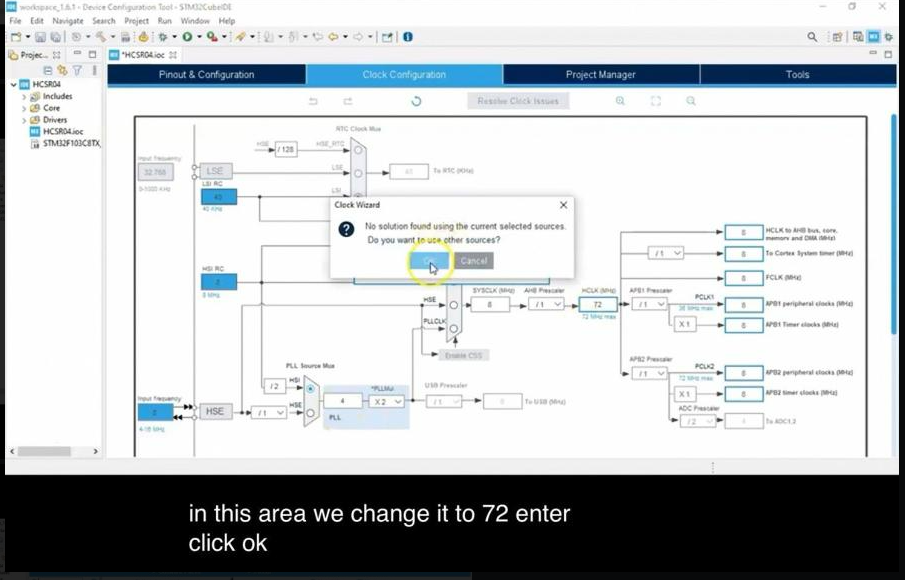 workspace_1.6.1 - Device Configuration Tool - STM32CubeIDE
File Edit Navigate Search Project Run Window Help
Projec...
*HCSR04.ioc
HCSR04
Includes
Core
Drivers
HCSR04.ioc
STM32F103C8TX_
Pinout & Configuration
Clock Configuration
Project Manager
Tools
Resolve Clock Issues
RTC Clock Mux
HSE
/ 128
HSE_RTC
Input frequency
32.768
0-1000 KHz
LSE
LSE
40
To RTC (KHz)
LSI RC
40
40 KHz
LSI
Clock Wizard
No solution found using the current selected sources.
Do you want to use other sources?
Cancel
HSI RC
8
8 MHz
HSE
PLLCLK
SYSCLK (MHz)
8
AHB Prescaler
/ 1
HCLK (MHz)
72
72 MHz max
Enable CSS
8
HCLK to AHB bus, core,
memory and DMA (MHz)
/ 1
8
To Cortex System timer (MHz)
8
FCLK (MHz)
APB1 Prescaler
/ 1
PCLK1
36 MHz max
8
APB1 peripheral clocks (MHz)
X 1
8
APB1 Timer clocks (MHz)
APB2 Prescaler
/ 1
PCLK2
72 MHz max
8
APB2 peripheral clocks (MHz)
X 1
8
APB2 timer clocks (MHz)
ADC Prescaler
/ 2
4
To ADC1,2
PLL Source Mux
/ 2
HSI
HSE
4
*PLLMul
X 2
PLL
USB Prescaler
/ 1
8
To USB (MHz)
Input frequency
8
4-16 MHz
HSE
/ 1
in this area we change it to 72 enter
click ok